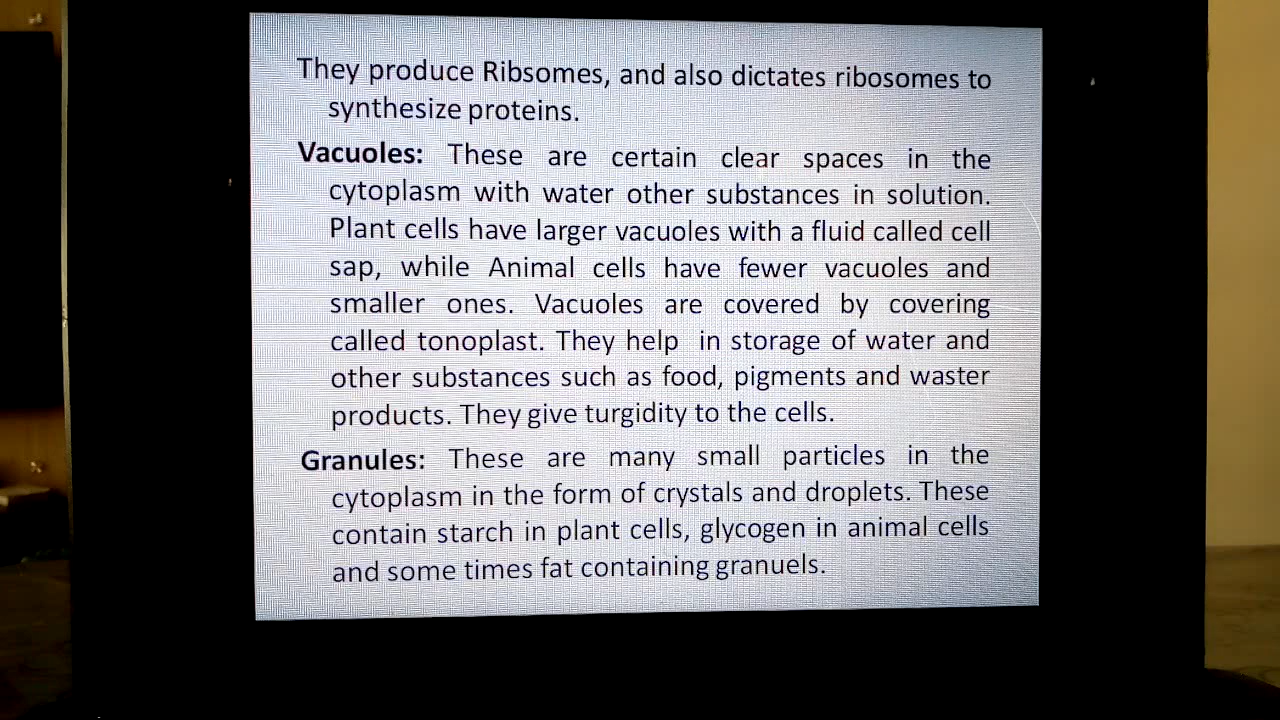 They produce Ribsomes, and also dictates ribosomes to
synthesize proteins.
Vacuoles: These are certain clear spaces in the
cytoplasm with water other substances in solution.
Plant cells have larger vacuoles with a fluid called cell
sap, while Animal cells have fewer vacuoles and
smaller ones. Vacuoles are covered by covering
called tonoplast. They help in storage of water and
other substances such as food, pigments and waster
products. They give turgidity to the cells.
Granules: These are many small particles in the
cytoplasm in the form of crystals and droplets. These
contain starch in plant cells, glycogen in animal cells
and some times fat containing granuels.